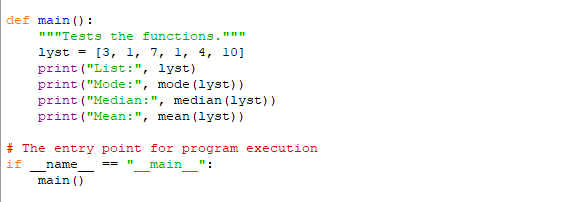 def main():
    """Tests the functions."""
    lyst = [3, 1, 7, 1, 4, 10]
    print("List:", lyst)
    print("Mode:", mode(lyst))
    print("Median:", median(lyst))
    print("Mean:", mean(lyst))
# The entry point for program execution
if __name__ == "__main__":
    main()